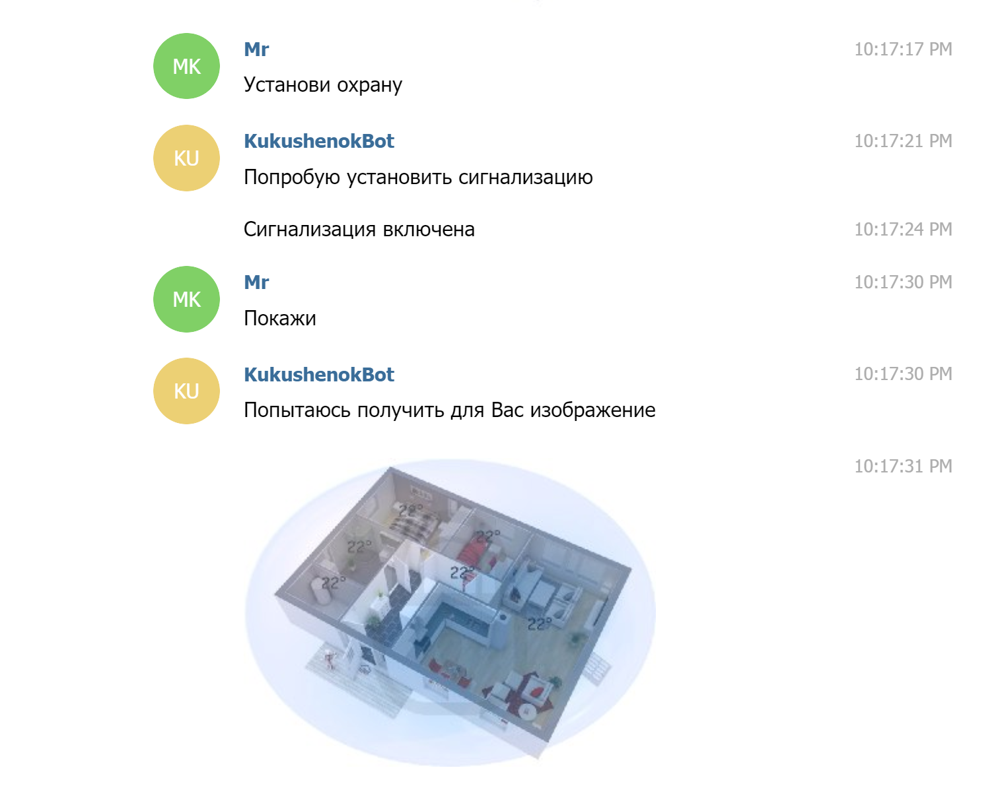 MK
Mr
10:17:17 PM
Установи охрану
KU
KukushenokBot
10:17:21 PM
Попробую установить сигнализацию
Сигнализация включена
10:17:24 PM
MK
Mr
10:17:30 PM
Покажи
KU
KukushenokBot
10:17:30 PM
Попытаюсь получить для Вас изображение
10:17:31 PM
22°
22°
22°
22°
22°
22°